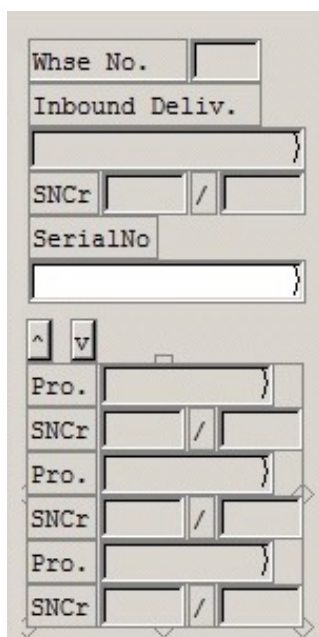 Whse No.
Inbound Deliv.
SNCr /
SerialNo
^ v
Pro.
SNCr /
Pro.
SNCr /
Pro.
SNCr /